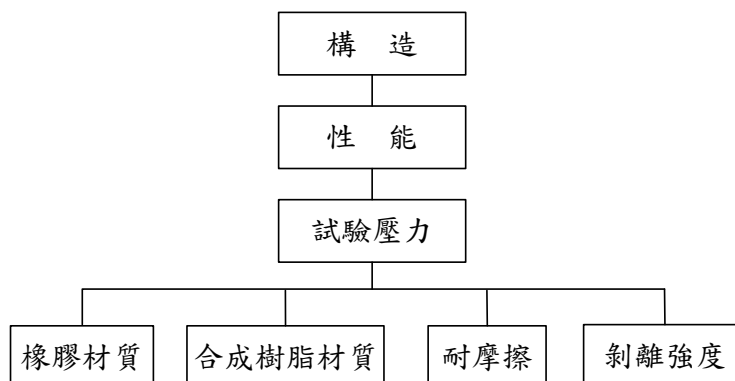 構 造
性 能
試驗壓力
橡膠材質
合成樹脂材質
耐摩擦
剝離強度